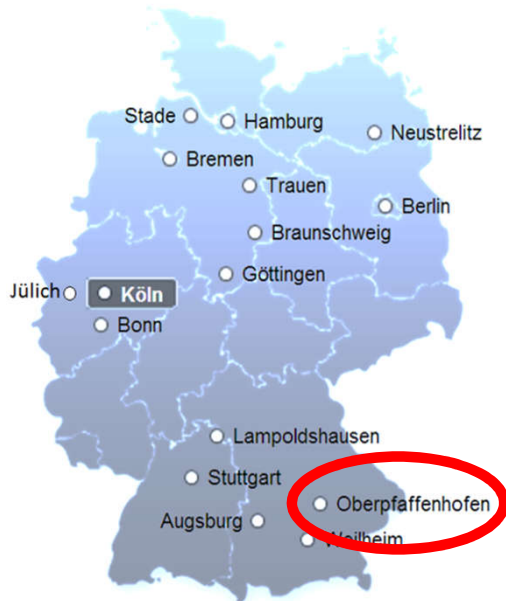 Stade
Hamburg
Neustrelitz
Bremen
Trauen
Berlin
Braunschweig
Göttingen
Jülich
Köln
Bonn
Lampoldshausen
Stuttgart
Oberpfaffenhofen
Augsburg
Weilheim